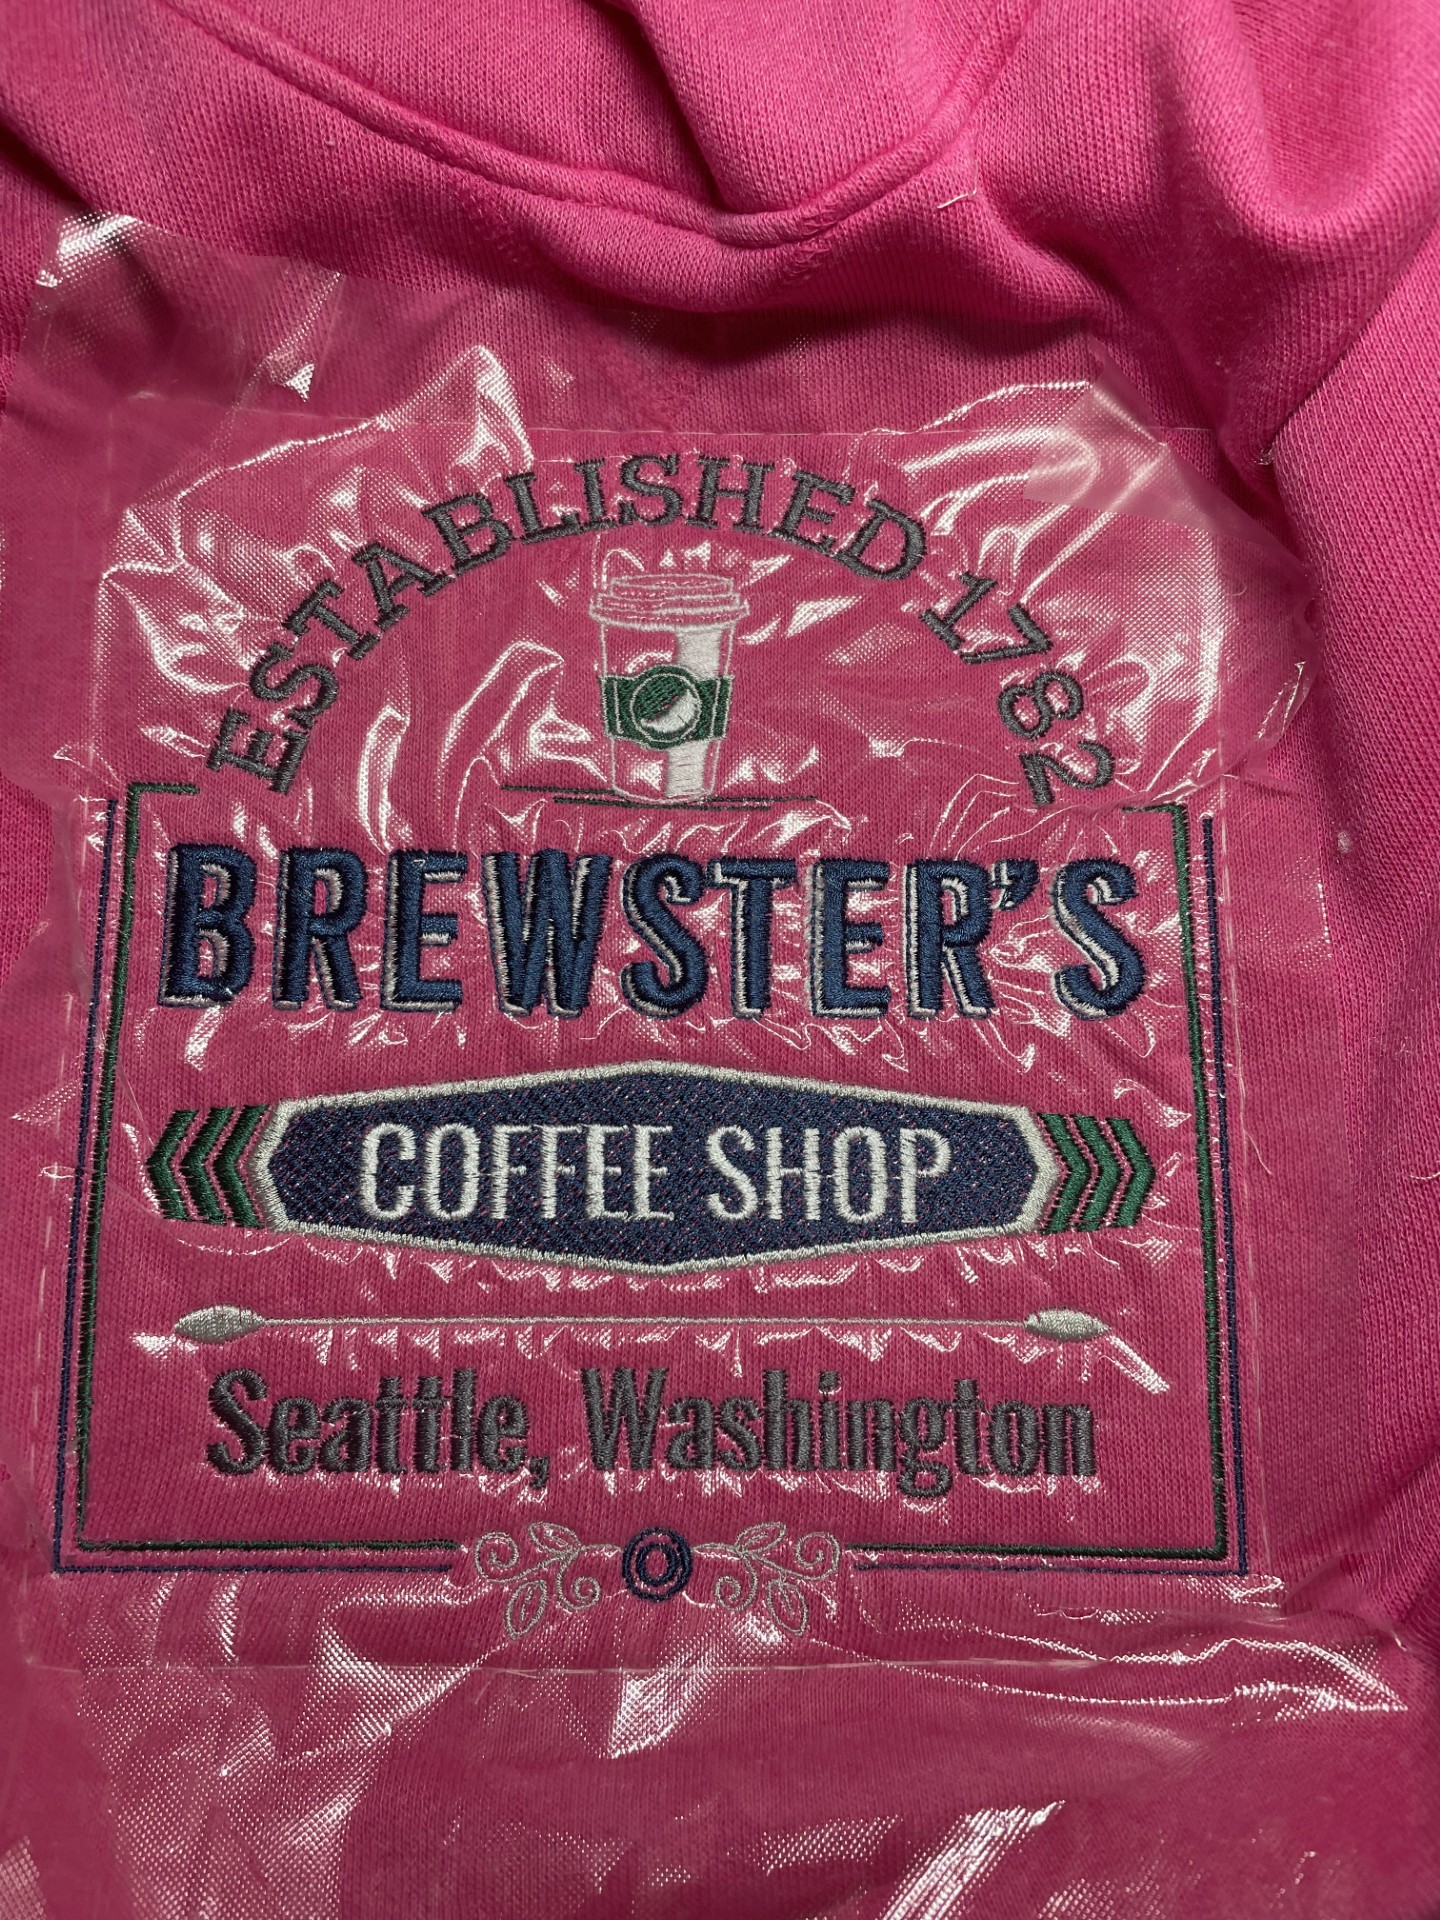 ESTABLISHED 1782
BREWSTER'S
COFFEE SHOP
Seattle, Washington